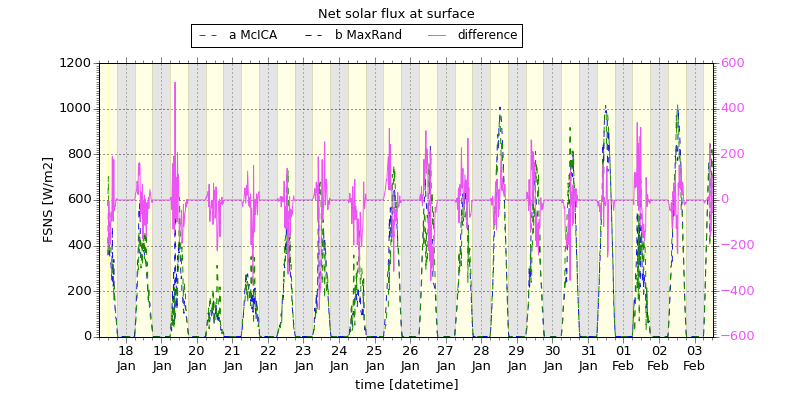 Net solar flux at surface
a McICA b MaxRand difference
1200 600
1000 400
800 200
600 0
400 −200
200 −400
0 −600
FSNS [W/m2]
18 19 20 21 22 23 24 25 26 27 28 29 30 31 01 02 03
Jan Jan Jan Jan Jan Jan Jan Jan Jan Jan Jan Jan Jan Jan Feb Feb Feb
time [datetime]